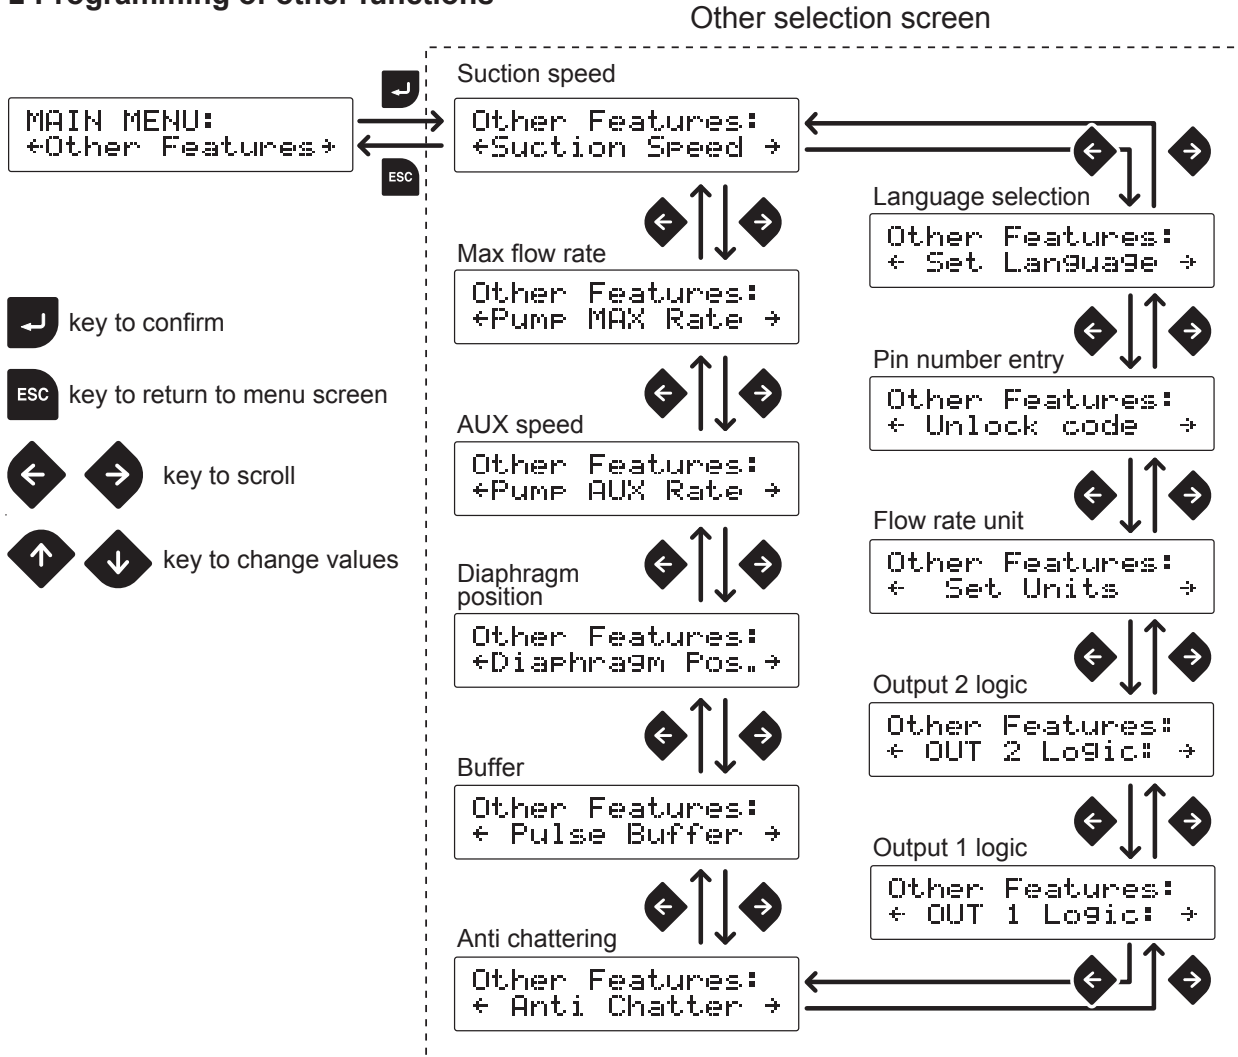 Other selection screen
Suction speed
MAIN MENU:
←Other Features→
ESC
Other Features:
←Suction Speed →
Max flow rate
Other Features:
←Pump MAX Rate →
AUX speed
Other Features:
←Pump AUX Rate →
Diaphragm
position
Other Features:
←Diaphragm Pos.→
Buffer
Other Features:
← Pulse Buffer →
Anti chattering
Other Features:
← Anti Chatter →
Language selection
Other Features:
← Set Language →
Pin number entry
Other Features:
← Unlock code →
Flow rate unit
Other Features:
← Set Units →
Output 2 logic
Other Features:
← OUT 2 Logic: →
Output 1 logic
Other Features:
← OUT 1 Logic: →
key to confirm
ESC key to return to menu screen
key to scroll
key to change values